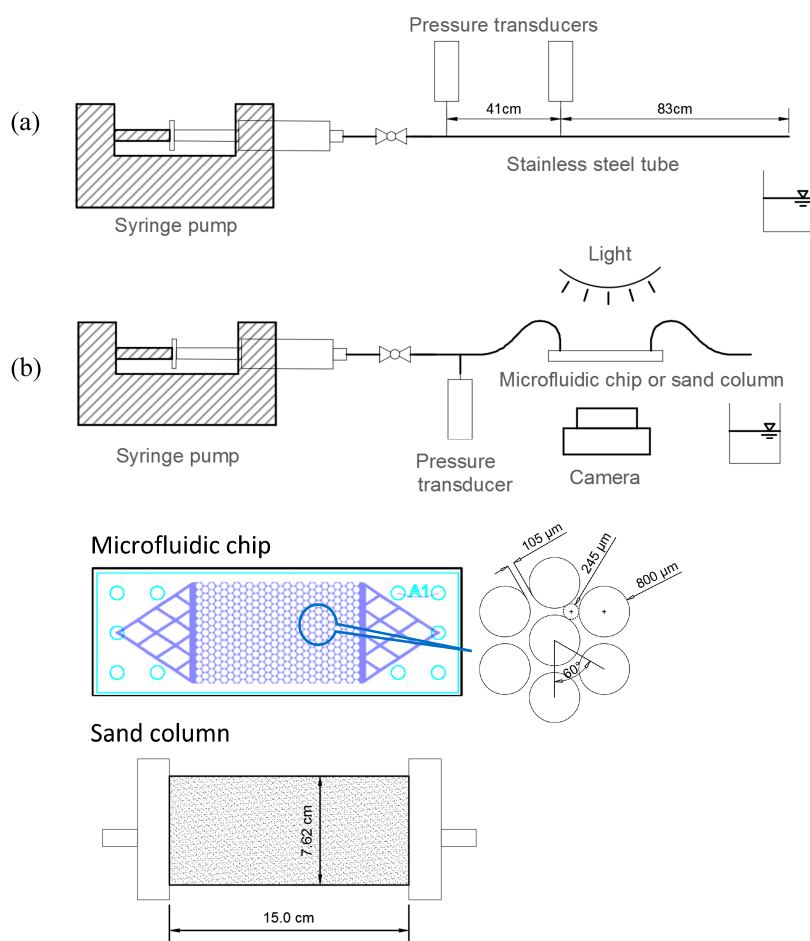 Pressure transducers
(a)
41cm
83cm
Stainless steel tube
Syringe pump
Light
(b)
Microfluidic chip or sand column
Syringe pump
Pressure
transducer
Camera
Microfluidic chip
105 µm
245 µm
800 µm
A1
60°
Sand column
7.62 cm
15.0 cm